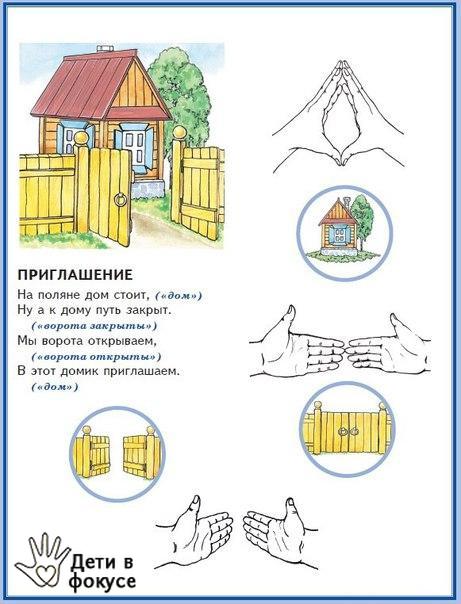 ПРИГЛАШЕНИЕ
На поляне дом стоит, («дом»)
Ну а к дому путь закрыт.
(«ворота закрыты»)
Мы ворота открываем,
(«ворота открыты»)
В этот домик приглашаем.
(«дом»)
Дети в
фокусе